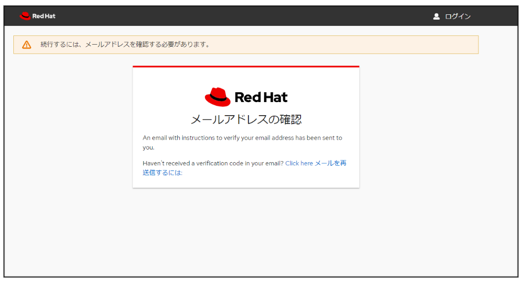 Red Hat
ログイン
続行するには、メールアドレスを確認する必要があります。
Red Hat
メールアドレスの確認
An email with instructions to verify your email address has been sent to
you.
Haven't received a verification code in your email? Click here メールを再
送信するには.